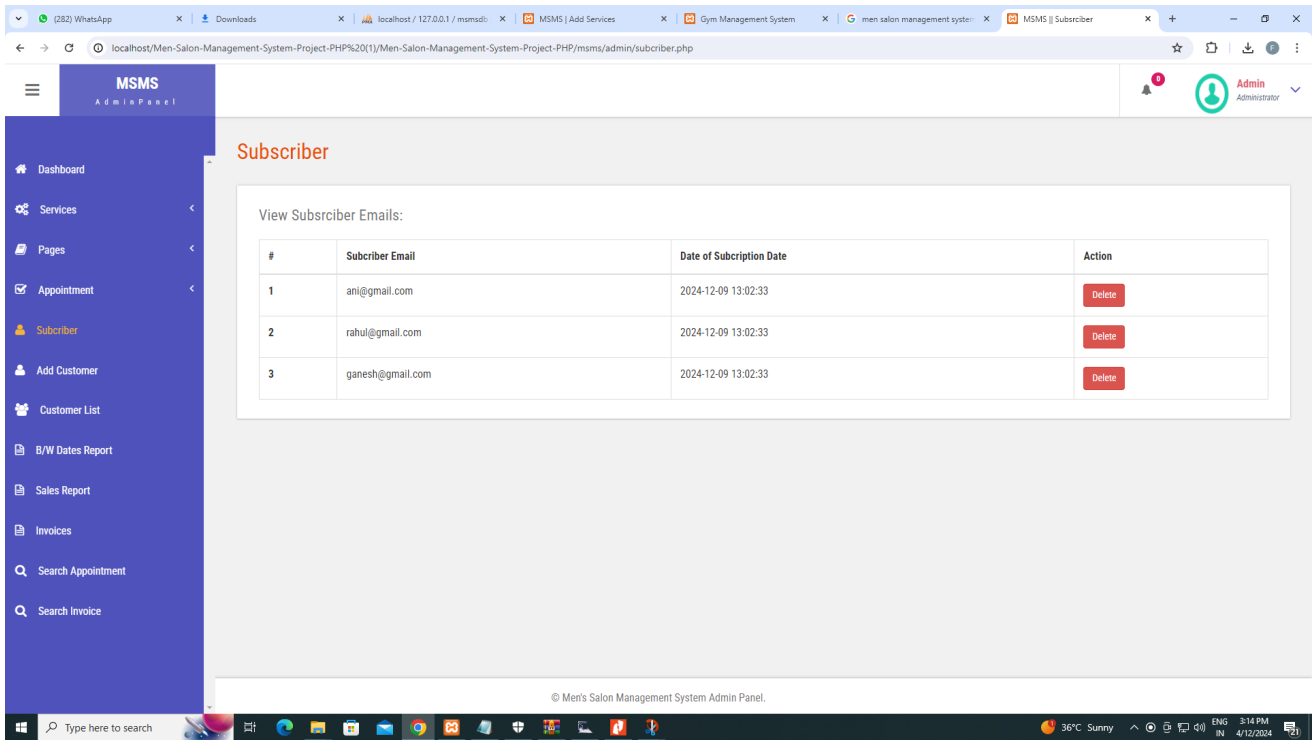 (282) WhatsApp
Downloads
localhost / 127.0.0.1 / msmsdb
MSMS | Add Services
Gym Management System
men salon management system
MSMS || Subsrciber
localhost/Men-Salon-Management-System-Project-PHP%20(1)/Men-Salon-Management-System-Project-PHP/msms/admin/subcriber.php
F
MSMS
AdminPanel
0
Admin
Administrator
Dashboard
Services
Pages
Appointment
Subcriber
Add Customer
Customer List
B/W Dates Report
Sales Report
Invoices
Search Appointment
Search Invoice
Subscriber
View Subsrciber Emails:
# Subcriber Email Date of Subcription Date Action
1 ani@gmail.com 2024-12-09 13:02:33 Delete
2 rahul@gmail.com 2024-12-09 13:02:33 Delete
3 ganesh@gmail.com 2024-12-09 13:02:33 Delete
© Men's Salon Management System Admin Panel.
Type here to search
36°C Sunny
ENG
IN
3:14 PM
4/12/2024
21